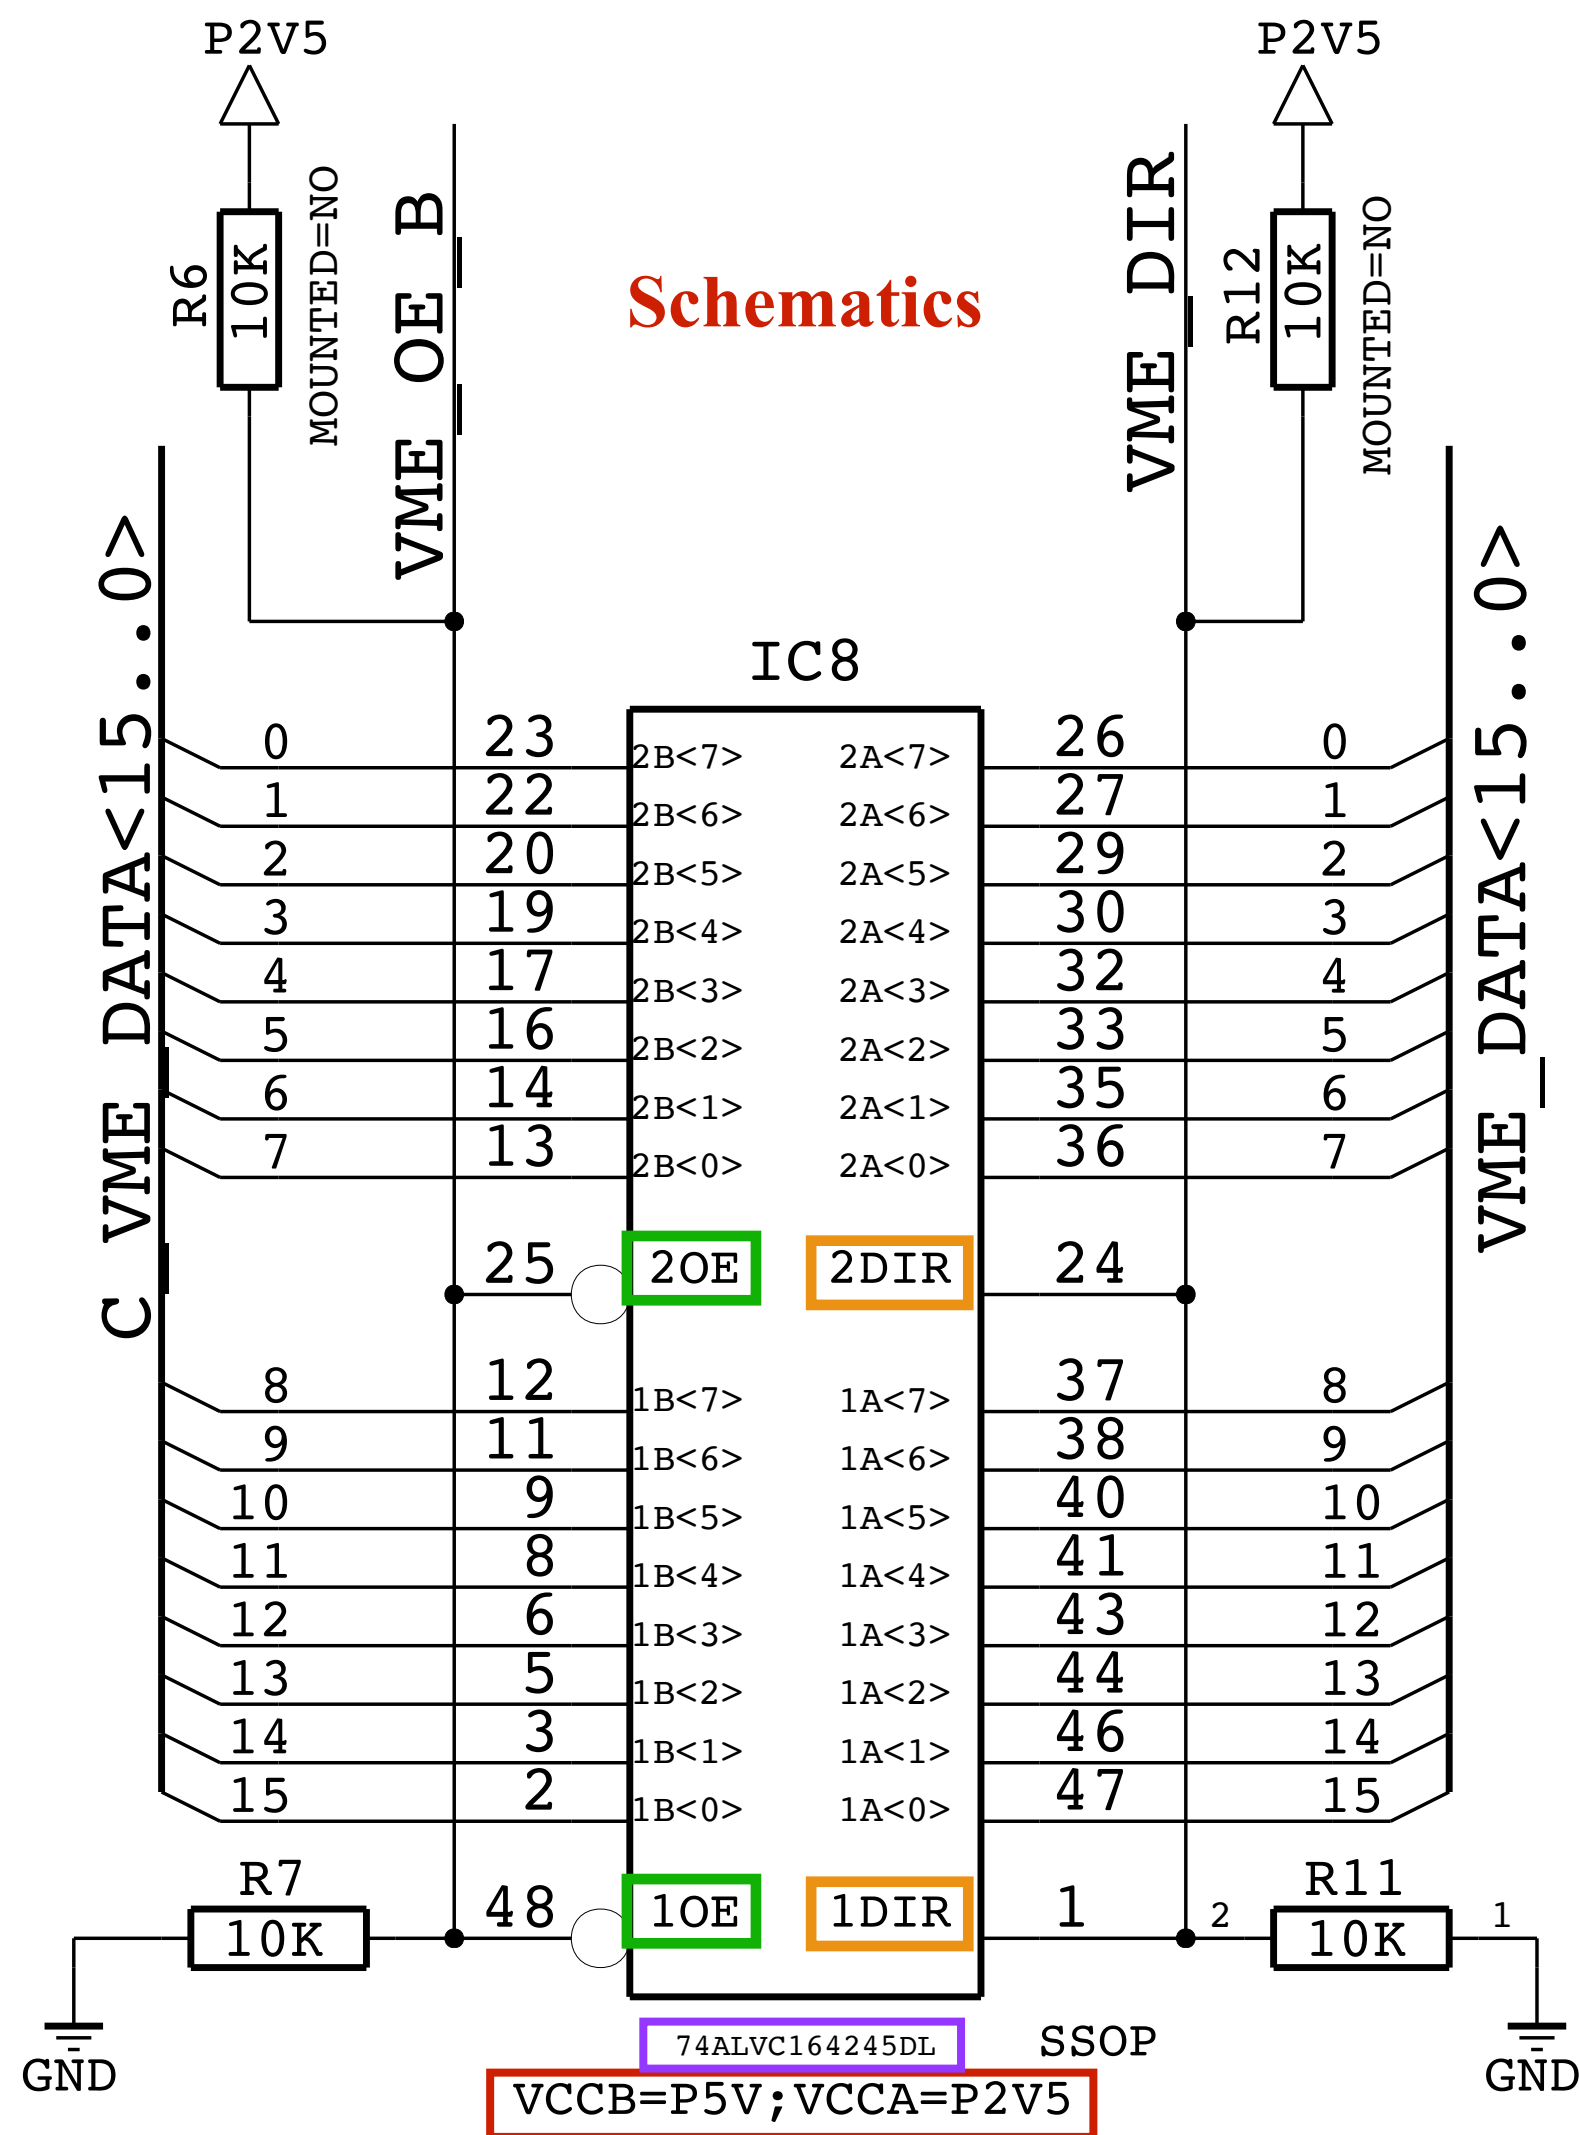 P2V5
P2V5
R6
10K
MOUNTED=NO
VME_OE_B
Schematics
VME_DIR
R12
10K
MOUNTED=NO
C_VME_DATA<15..0>
VME_DATA<15..0>
IC8
0 23 2B<7> 2A<7> 26 0
1 22 2B<6> 2A<6> 27 1
2 20 2B<5> 2A<5> 29 2
3 19 2B<4> 2A<4> 30 3
4 17 2B<3> 2A<3> 32 4
5 16 2B<2> 2A<2> 33 5
6 14 2B<1> 2A<1> 35 6
7 13 2B<0> 2A<0> 36 7
25 2OE 2DIR 24
8 12 1B<7> 1A<7> 37 8
9 11 1B<6> 1A<6> 38 9
10 9 1B<5> 1A<5> 40 10
11 8 1B<4> 1A<4> 41 11
12 6 1B<3> 1A<3> 43 12
13 5 1B<2> 1A<2> 44 13
14 3 1B<1> 1A<1> 46 14
15 2 1B<0> 1A<0> 47 15
R7
10K
48 1OE 1DIR 1
R11
2 10K 1
GND
74ALVC164245DL
SSOP
GND
VCCB=P5V;VCCA=P2V5